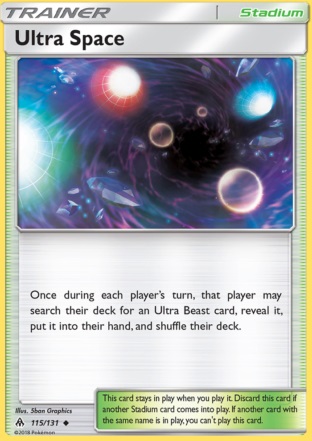 TRAINER Stadium
Ultra Space
Once during each player's turn, that player may
search their deck for an Ultra Beast card, reveal it,
put it into their hand, and shuffle their deck.
Illus. 5ban Graphics
115/131
©2018 Pokémon
This card stays in play when you play it. Discard this card if
another Stadium card comes into play. If another card with
the same name is in play, you can't play this card.